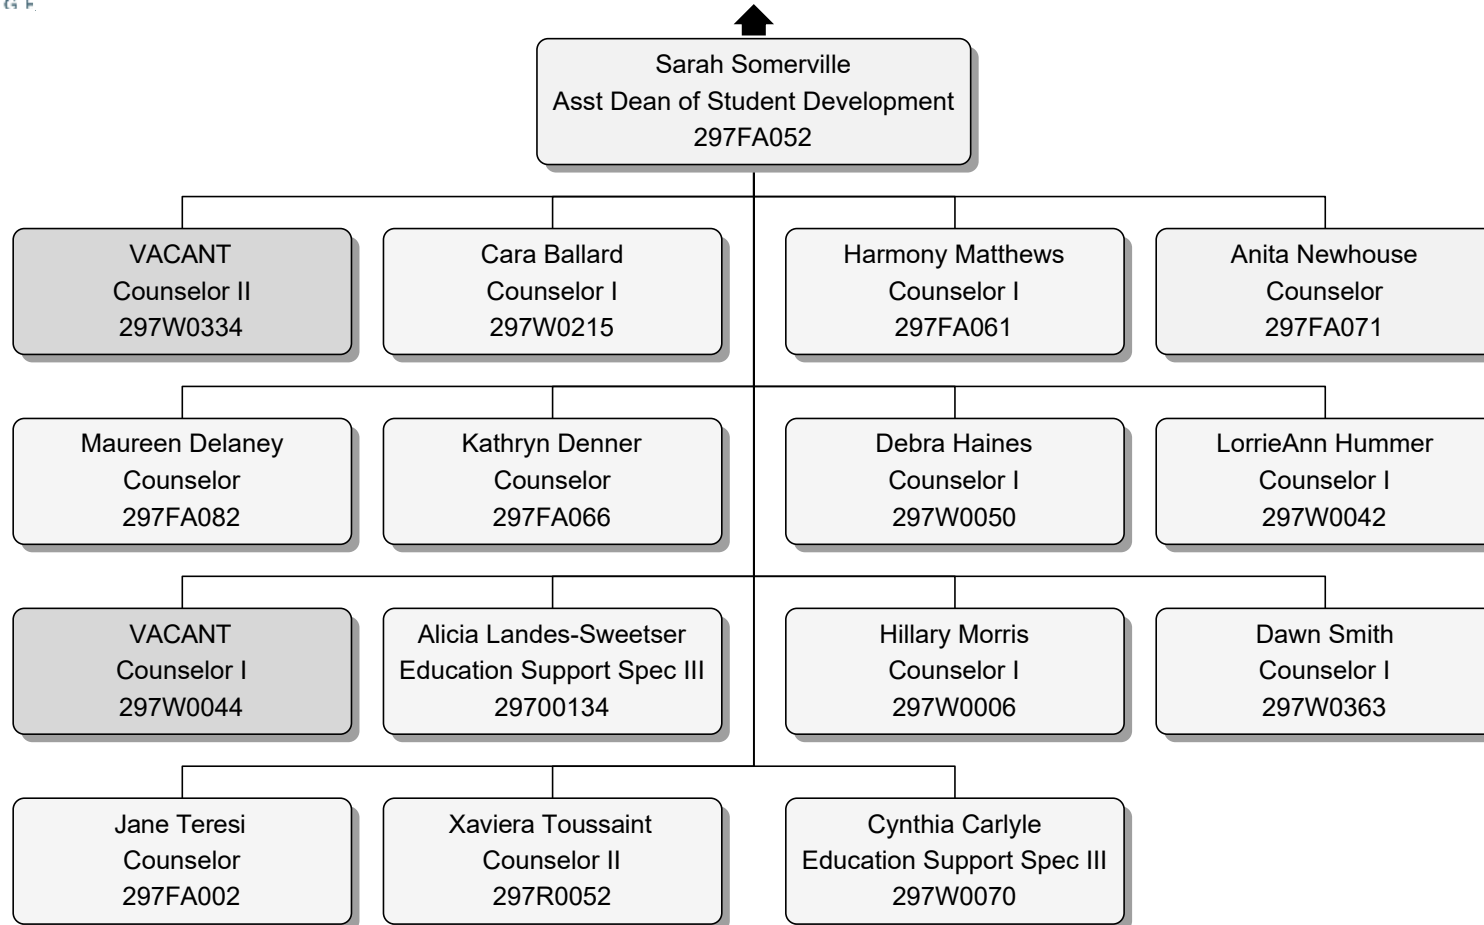 Sarah Somerville
Asst Dean of Student Development
297FA052
VACANT
Counselor II
297W0334
Cara Ballard
Counselor I
297W0215
Harmony Matthews
Counselor I
297FA061
Anita Newhouse
Counselor
297FA071
Maureen Delaney
Counselor
297FA082
Kathryn Denner
Counselor
297FA066
Debra Haines
Counselor I
297W0050
LorrieAnn Hummer
Counselor I
297W0042
VACANT
Counselor I
297W0044
Alicia Landes-Sweetser
Education Support Spec III
29700134
Hillary Morris
Counselor I
297W0006
Dawn Smith
Counselor I
297W0363
Jane Teresi
Counselor
297FA002
Xaviera Toussaint
Counselor II
297R0052
Cynthia Carlyle
Education Support Spec III
297W0070